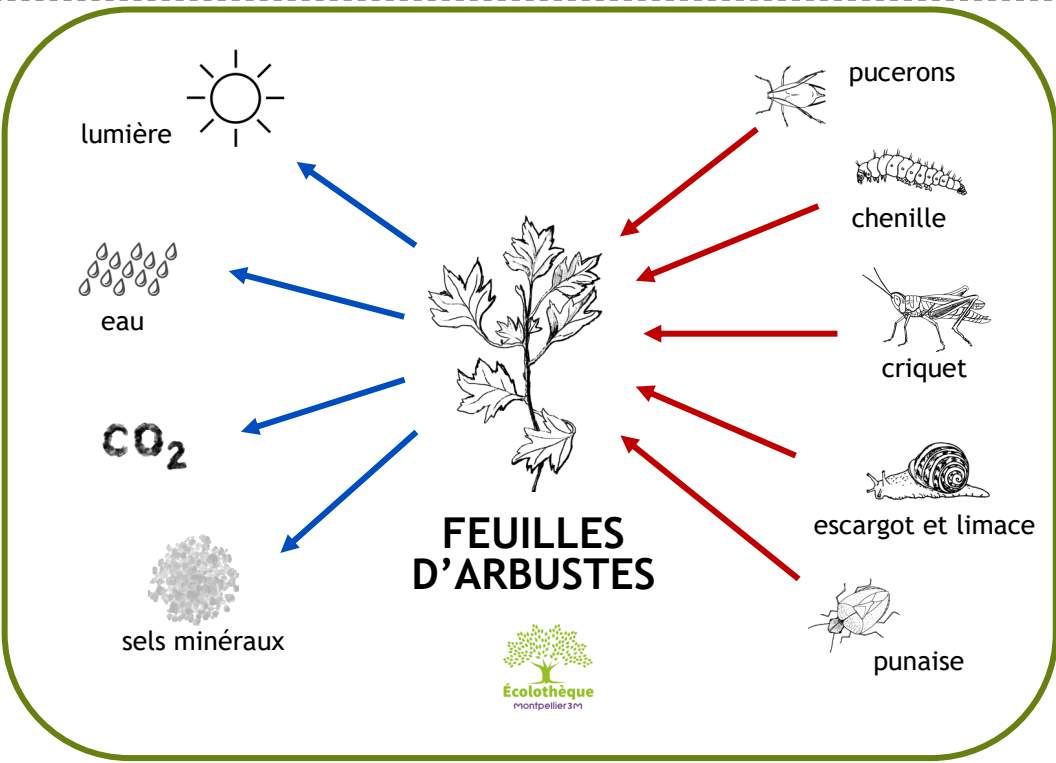 lumière
eau
CO2
sels minéraux
FEUILLES
D'ARBUSTES
Écolothèque
montpellier3m
pucerons
chenille
criquet
escargot et limace
punaise